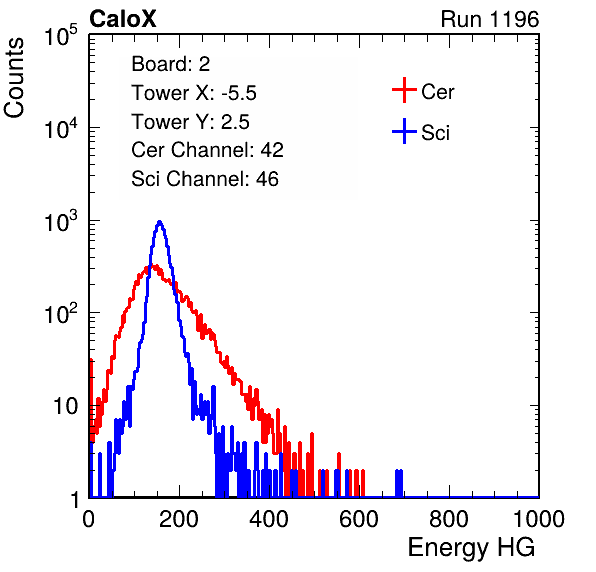 CaloX Run 1196
Counts
10^5
10^4
10^3
10^2
10
1
Board: 2
Tower X: -5.5
Tower Y: 2.5
Cer Channel: 42
Sci Channel: 46
Cer
Sci
0 200 400 600 800 1000
Energy HG